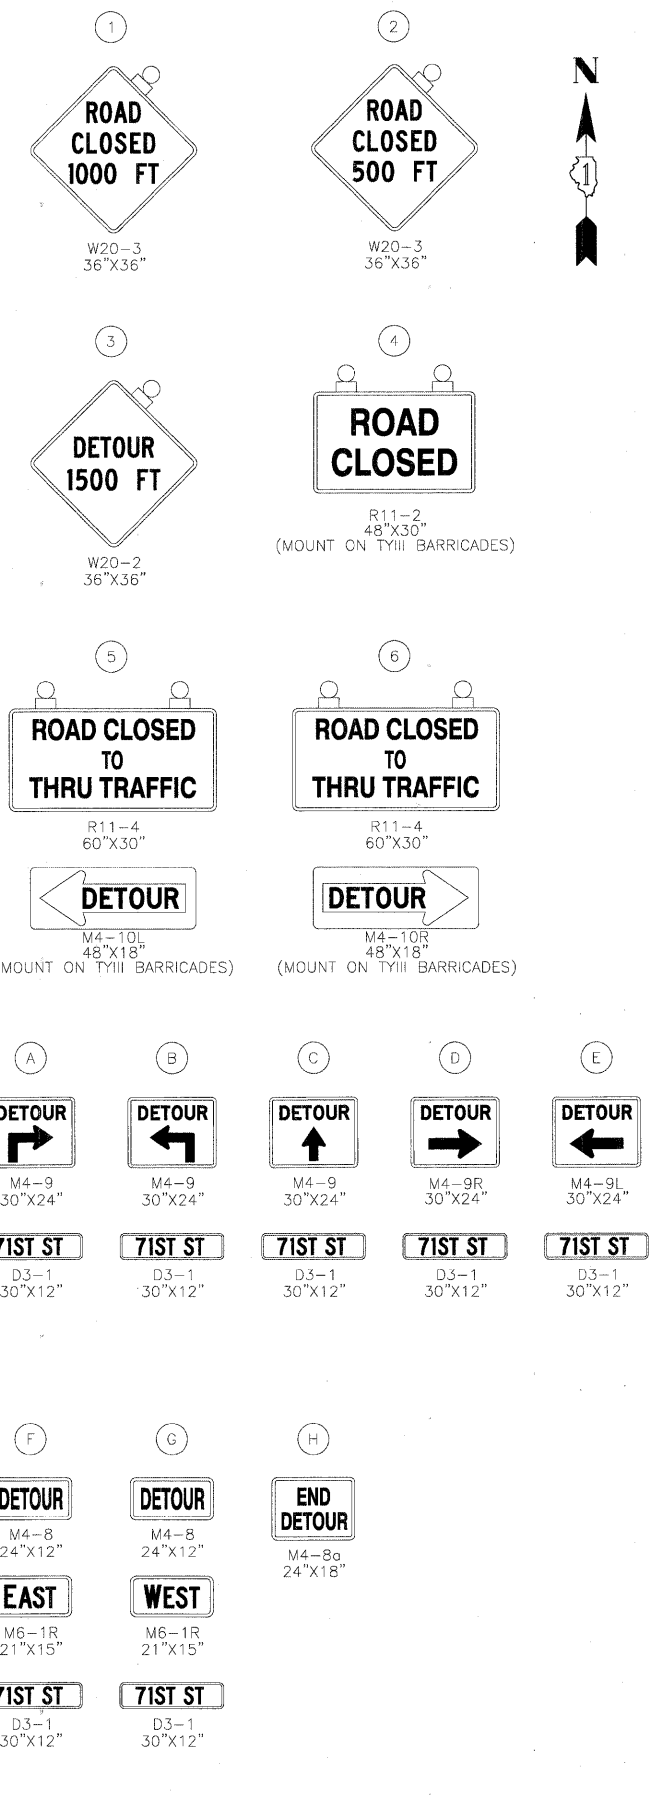 1
ROAD
CLOSED
1000 FT
W20-3
36"X36"
2
ROAD
CLOSED
500 FT
W20-3
36"X36"
N
1
3
DETOUR
1500 FT
W20-2
36"X36"
4
ROAD
CLOSED
R11-2
48"X30"
(MOUNT ON TYIII BARRICADES)
5
ROAD CLOSED
TO
THRU TRAFFIC
R11-4
60"X30"
DETOUR
M4-10L
48"X18"
MOUNT ON TYIII BARRICADES)
6
ROAD CLOSED
TO
THRU TRAFFIC
R11-4
60"X30"
DETOUR
M4-10R
48"X18"
(MOUNT ON TYIII BARRICADES)
A
DETOUR
M4-9
30"X24"
71ST ST
D3-1
30"X12"
B
DETOUR
M4-9
30"X24"
71ST ST
D3-1
30"X12"
C
DETOUR
M4-9
30"X24"
71ST ST
D3-1
30"X12"
D
DETOUR
M4-9R
30"X24"
71ST ST
D3-1
30"X12"
E
DETOUR
M4-9L
30"X24"
71ST ST
D3-1
30"X12"
F
DETOUR
M4-8
24"X12"
EAST
M6-1R
21"X15"
71ST ST
D3-1
30"X12"
G
DETOUR
M4-8
24"X12"
WEST
M6-1R
21"X15"
71ST ST
D3-1
30"X12"
H
END
DETOUR
M4-8a
24"X18"